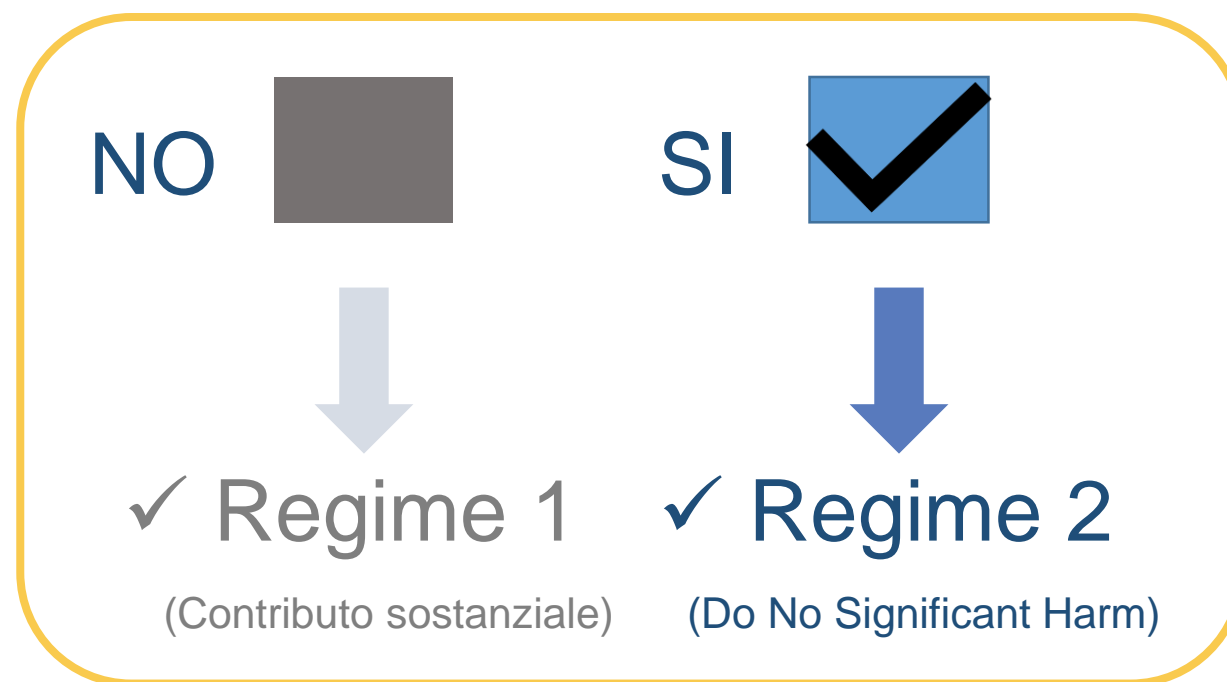 NO SI
✓ Regime 1 ✓ Regime 2
(Contributo sostanziale) (Do No Significant Harm)